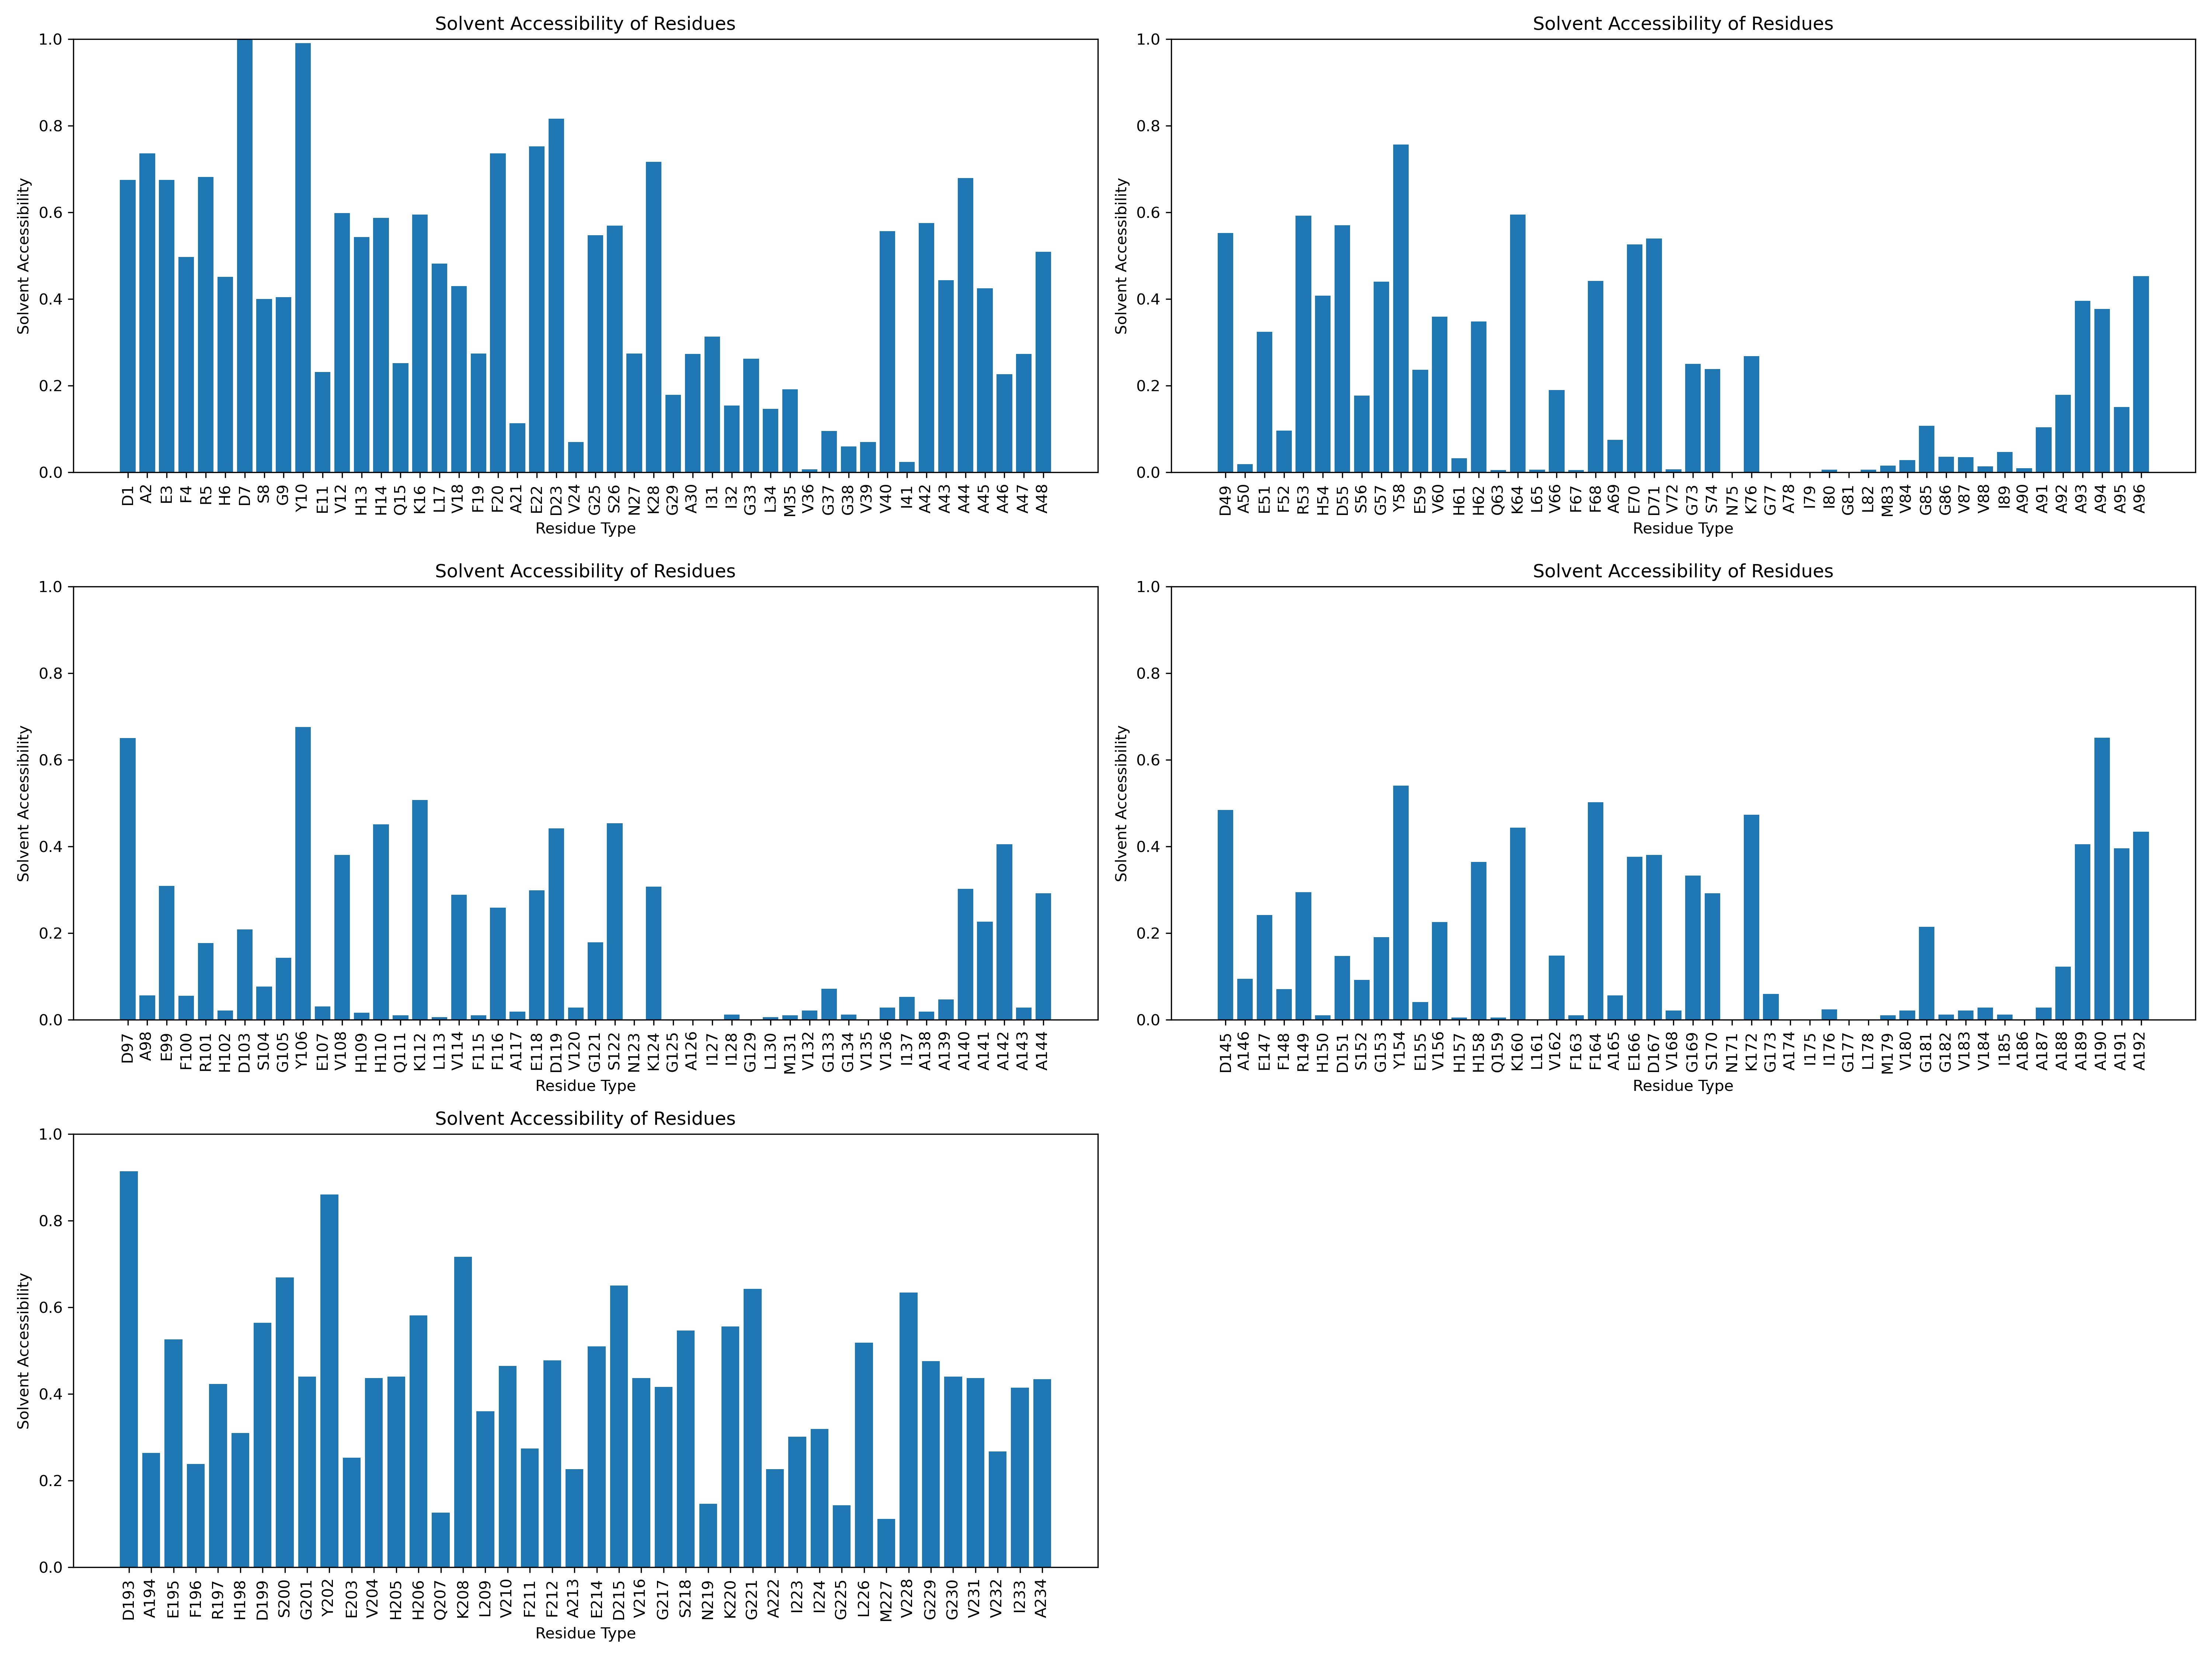 Solvent Accessibility of Residues
1.0
0.8
0.6
0.4
0.2
0.0
Solvent Accessibility
D1 A2 E3 F4 R5 H6 D7 S8 G9 Y10 E11 V12 H13 H14 Q15 K16 L17 V18 F19 F20 A21 E22 D23 V24 G25 S26 N27 K28 G29 A30 I31 I32 G33 L34 M35 V36 G37 G38 V39 V40 I41 A42 A43 A44 A45 A46 A47 A48
Residue Type
Solvent Accessibility of Residues
1.0
0.8
0.6
0.4
0.2
0.0
Solvent Accessibility
D49 A50 E51 F52 R53 H54 D55 S56 G57 Y58 E59 V60 H61 H62 Q63 K64 L65 V66 F67 F68 A69 E70 D71 V72 G73 S74 N75 K76 G77 A78 I79 I80 G81 L82 M83 V84 G85 G86 V87 V88 I89 A90 A91 A92 A93 A94 A95 A96
Residue Type
Solvent Accessibility of Residues
1.0
0.8
0.6
0.4
0.2
0.0
Solvent Accessibility
D97 A98 E99 F100 R101 H102 D103 S104 G105 Y106 E107 V108 H109 H110 Q111 K112 L113 V114 F115 F116 A117 E118 D119 V120 G121 S122 N123 K124 G125 A126 I127 I128 G129 L130 M131 V132 G133 G134 V135 V136 I137 A138 A139 A140 A141 A142 A143 A144
Residue Type
Solvent Accessibility of Residues
1.0
0.8
0.6
0.4
0.2
0.0
Solvent Accessibility
D145 A146 E147 F148 R149 H150 D151 S152 G153 Y154 E155 V156 H157 H158 Q159 K160 L161 V162 F163 F164 A165 E166 D167 V168 G169 S170 N171 K172 G173 A174 I175 I176 G177 L178 M179 V180 G181 G182 V183 V184 I185 A186 A187 A188 A189 A190 A191 A192
Residue Type
Solvent Accessibility of Residues
1.0
0.8
0.6
0.4
0.2
0.0
Solvent Accessibility
D193 A194 E195 F196 R197 H198 D199 S200 G201 Y202 E203 V204 H205 H206 Q207 K208 L209 V210 F211 F212 A213 E214 D215 V216 G217 S218 N219 K220 G221 A222 I223 I224 G225 L226 M227 V228 G229 G230 V231 V232 I233 A234
Residue Type